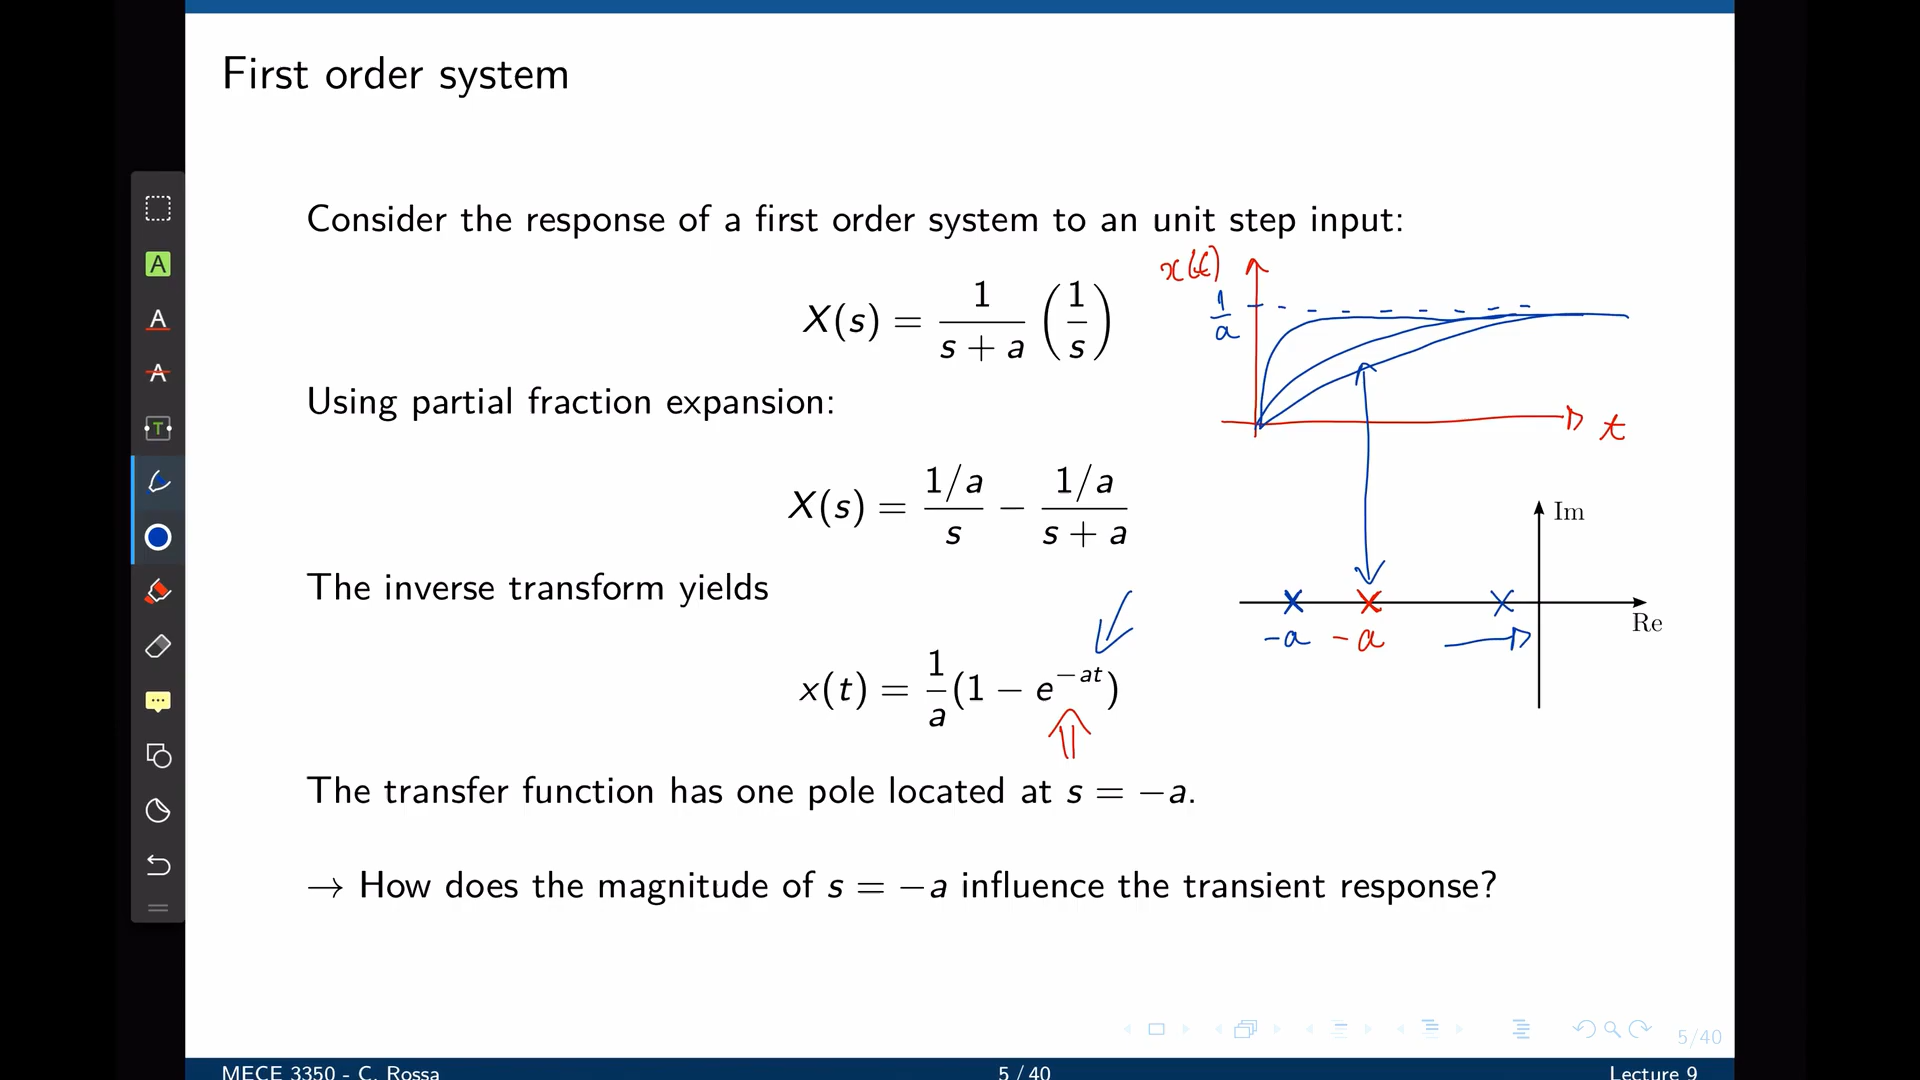 First order system
Consider the response of a first order system to an unit step input:
X(s) = 1/(s + a) (1/s)
x(t)
1/a
t
Using partial fraction expansion:
X(s) = (1/a)/s − (1/a)/(s + a)
Im
Re
-a -a
The inverse transform yields
x(t) = 1/a (1 − e^{−at})
The transfer function has one pole located at s = −a.
→ How does the magnitude of s = −a influence the transient response?
5/40
MECE 3350 - C. Rossa 5 / 40 Lecture 9
A
A
A
T